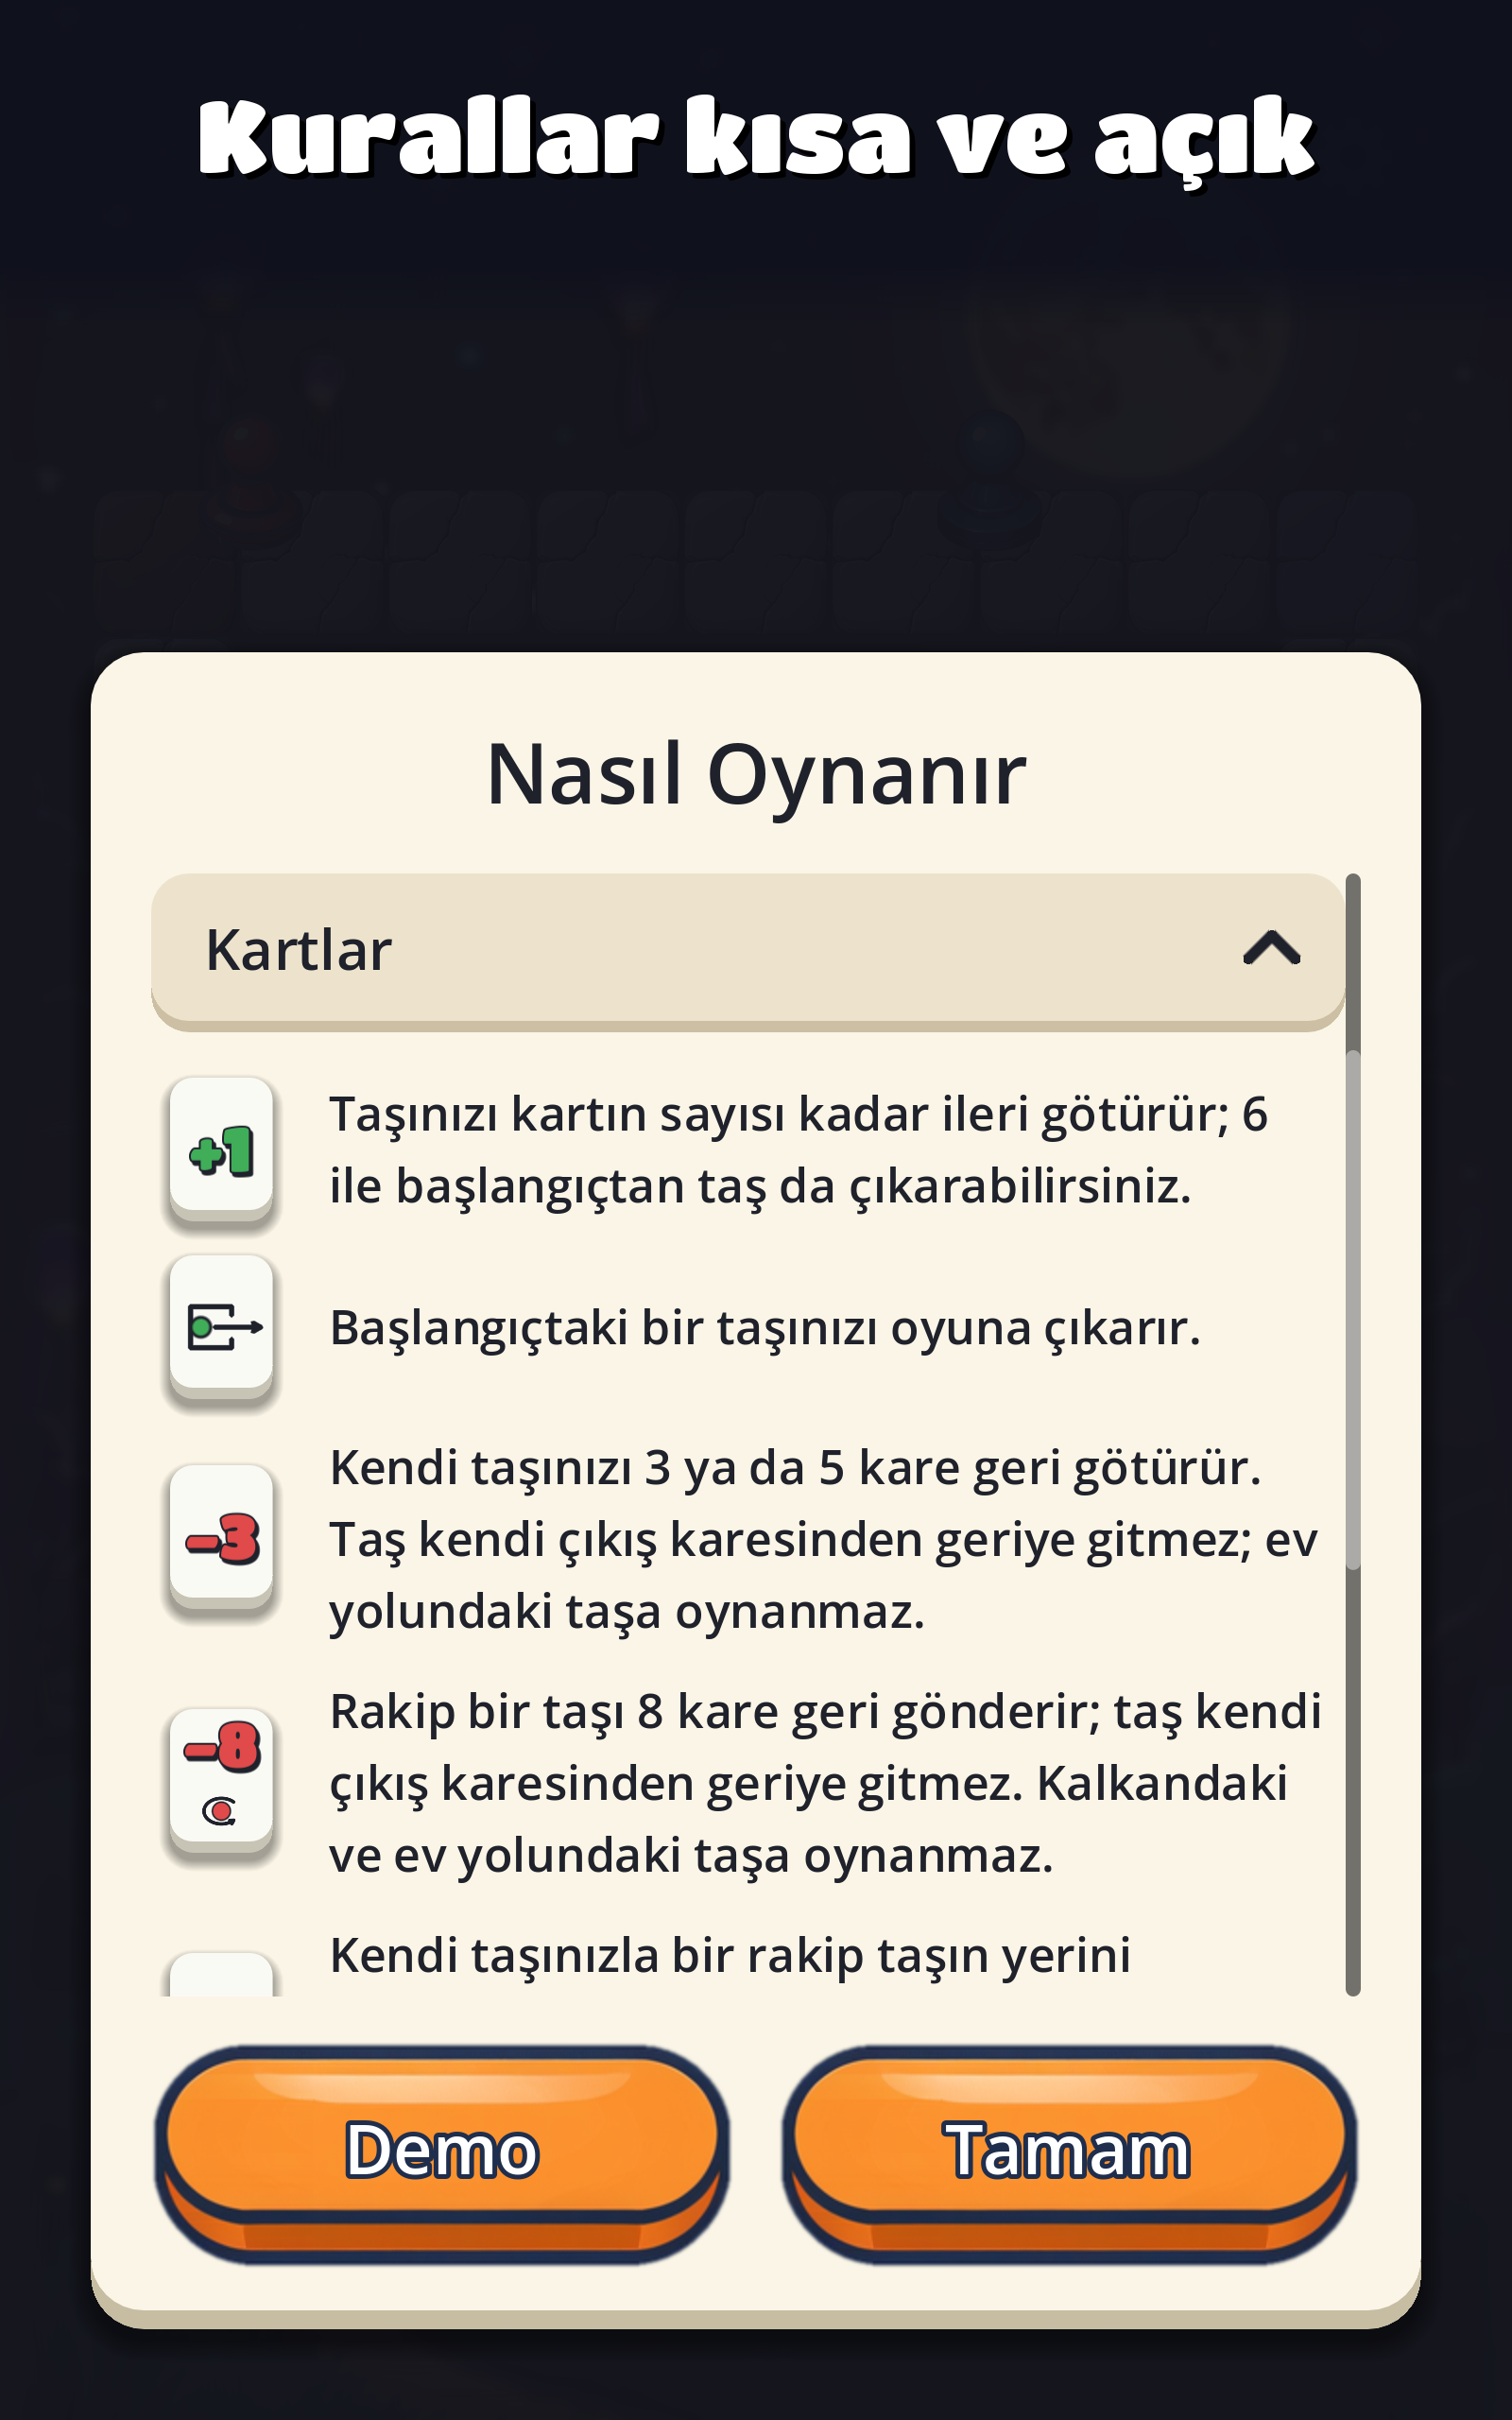 Kurallar kısa ve açık
Nasıl Oynanır
Kartlar
+1
Taşınızı kartın sayısı kadar ileri götürür; 6
ile başlangıçtan taş da çıkarabilirsiniz.
Başlangıçtaki bir taşınızı oyuna çıkarır.
-3
Kendi taşınızı 3 ya da 5 kare geri götürür.
Taş kendi çıkış karesinden geriye gitmez; ev
yolundaki taşa oynanmaz.
-8
Rakip bir taşı 8 kare geri gönderir; taş kendi
çıkış karesinden geriye gitmez. Kalkandaki
ve ev yolundaki taşa oynanmaz.
Kendi taşınızla bir rakip taşın yerini
Demo
Tamam